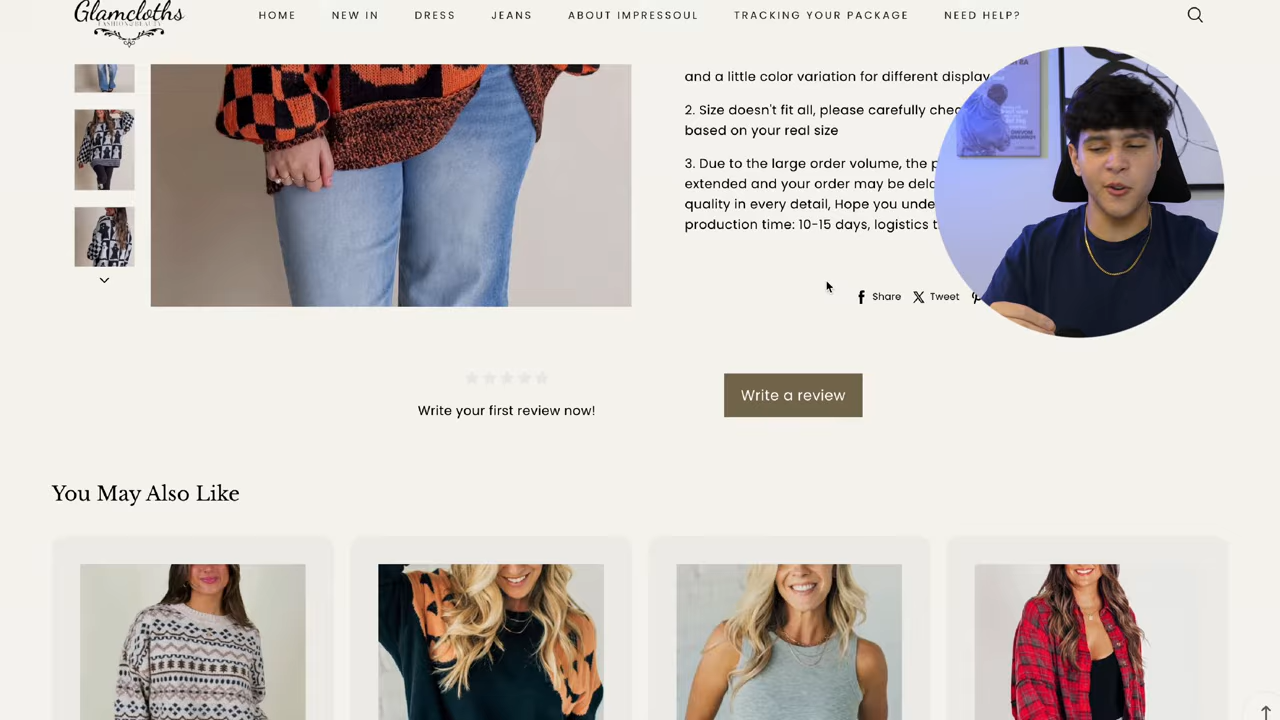 Glamcloths
FASHION & BEAUTY
HOME
NEW IN
DRESS
JEANS
ABOUT IMPRESSOUL
TRACKING YOUR PACKAGE
NEED HELP?
and a little color variation for different display
2. Size doesn't fit all, please carefully chec
based on your real size
3. Due to the large order volume, the p
extended and your order may be dela
quality in every detail, Hope you unde
production time: 10-15 days, logistics t
Share
Tweet
Write your first review now!
Write a review
You May Also Like